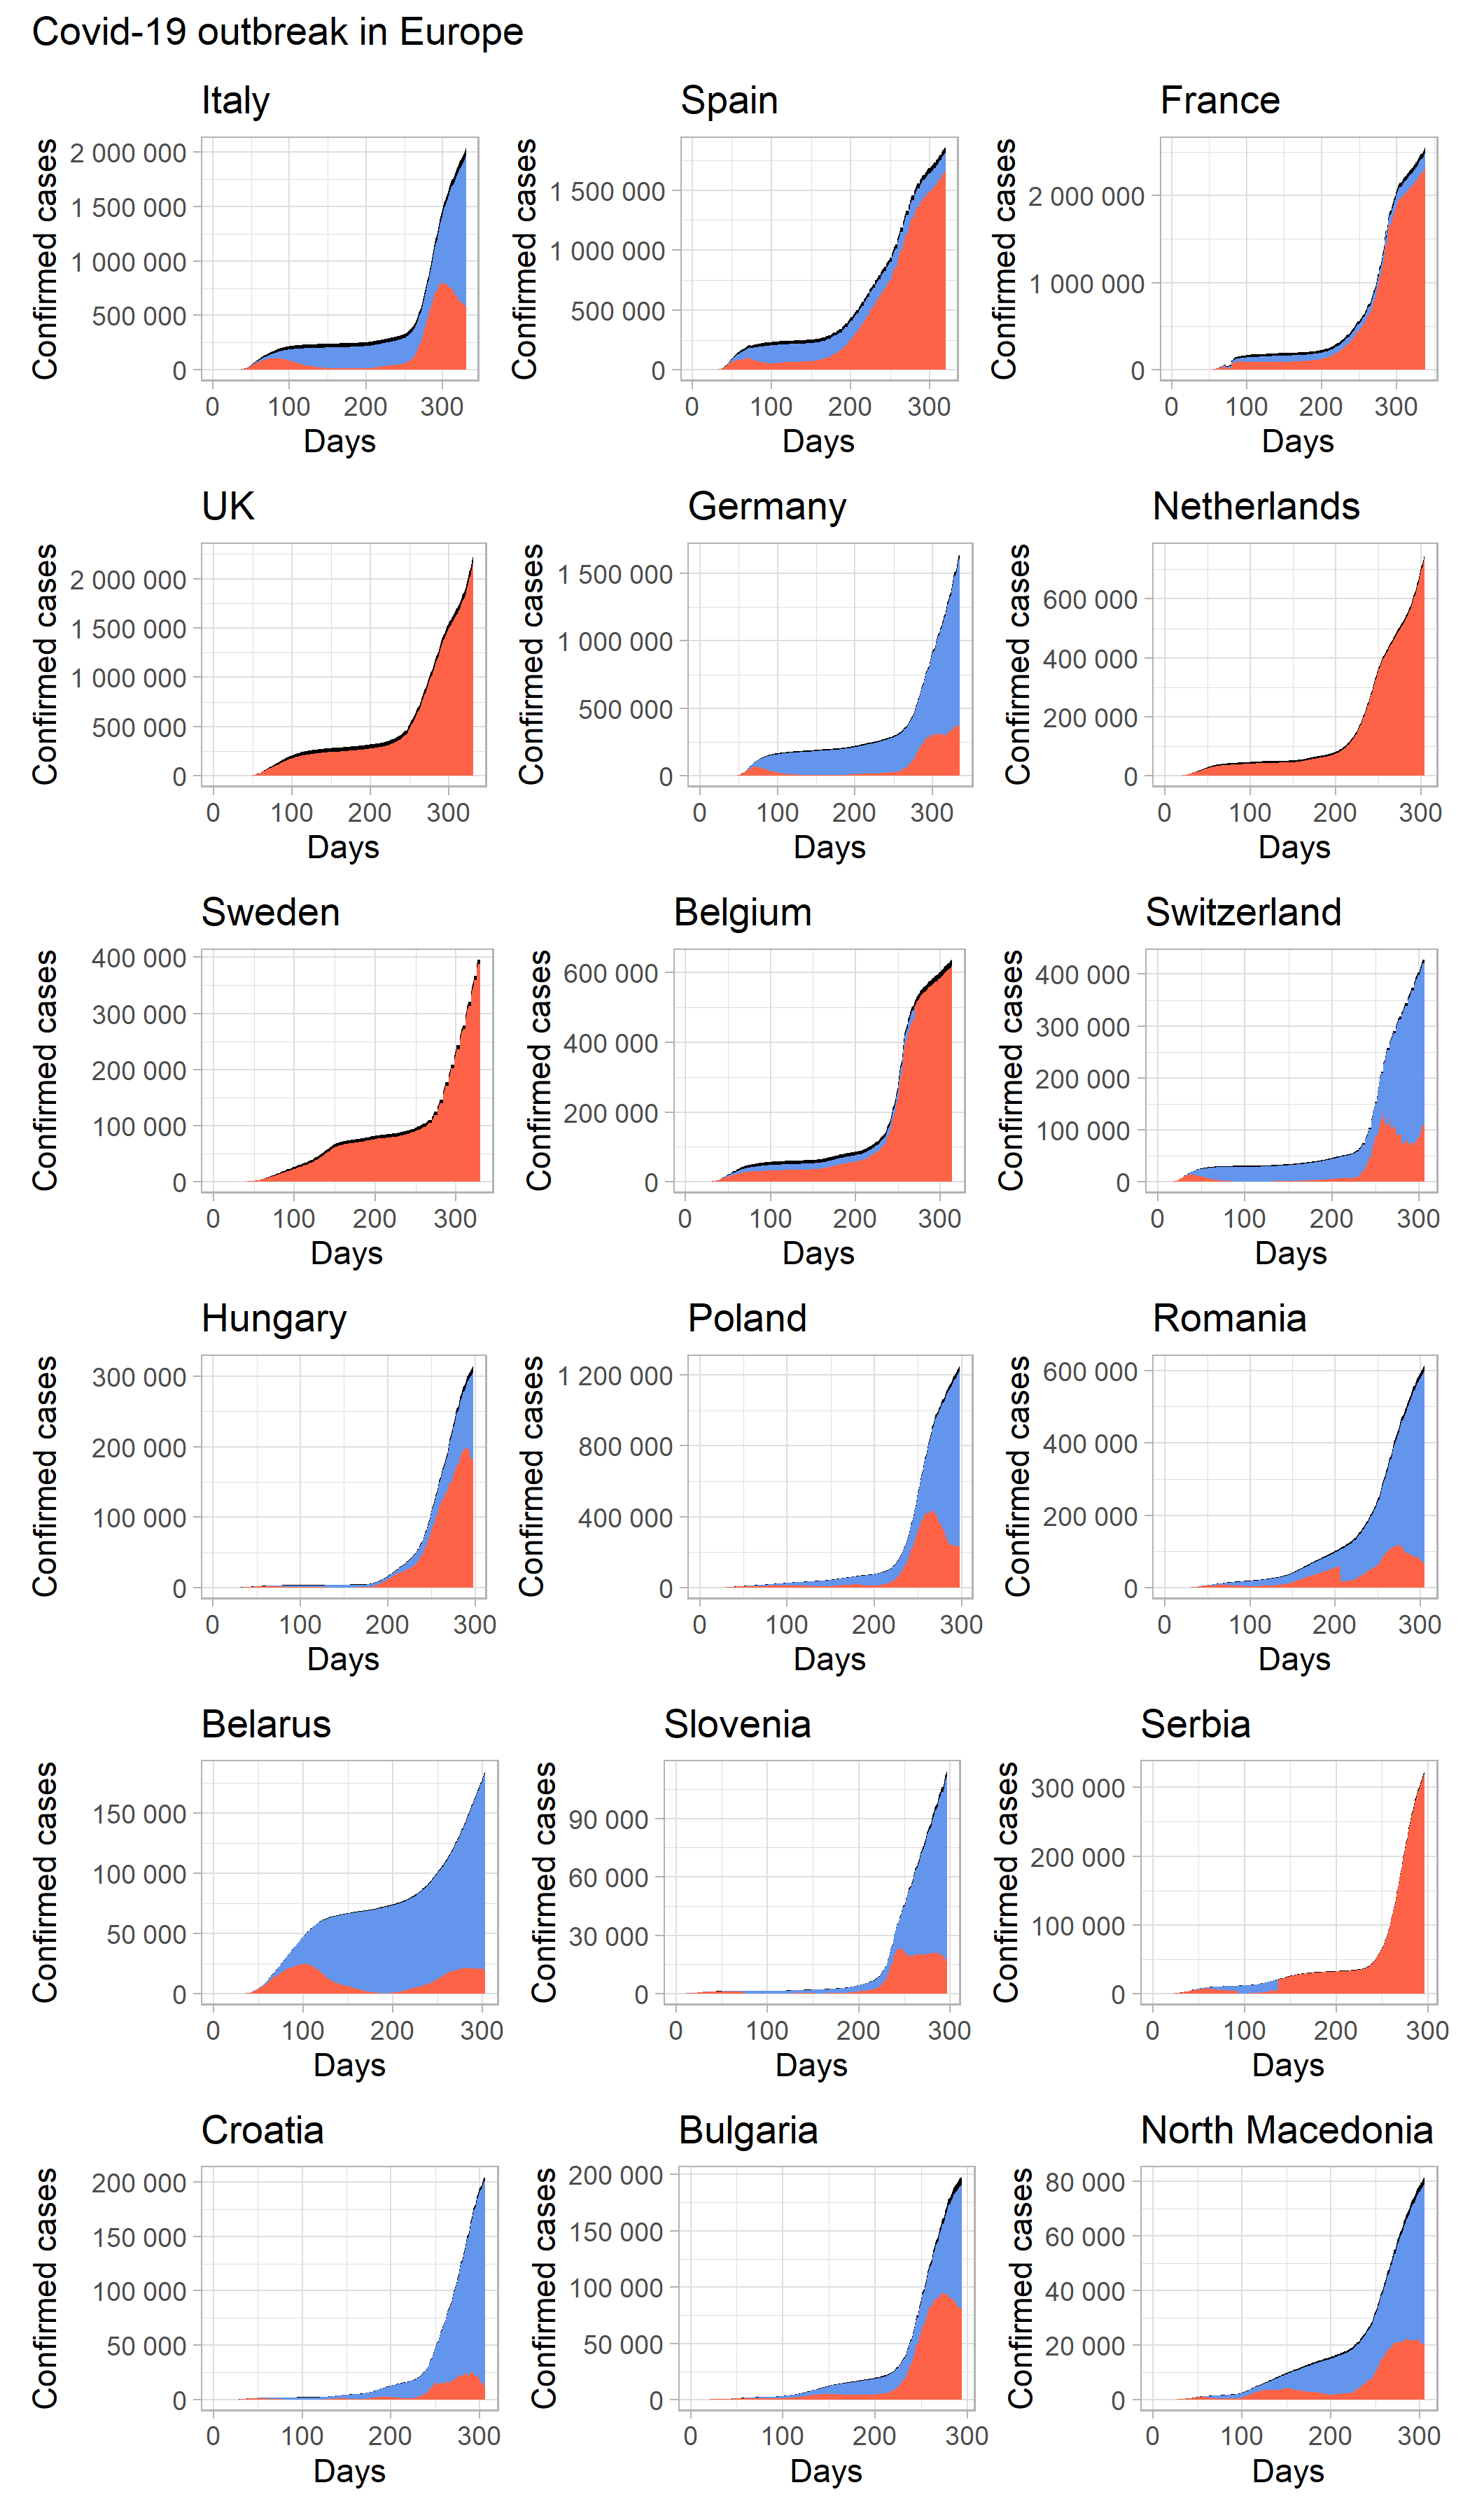 Covid-19 outbreak in Europe
Italy
Confirmed cases
2 000 000
1 500 000
1 000 000
500 000
0
0 100 200 300
Days
Spain
Confirmed cases
1 500 000
1 000 000
500 000
0
0 100 200 300
Days
France
Confirmed cases
2 000 000
1 000 000
0
0 100 200 300
Days
UK
Confirmed cases
2 000 000
1 500 000
1 000 000
500 000
0
0 100 200 300
Days
Germany
Confirmed cases
1 500 000
1 000 000
500 000
0
0 100 200 300
Days
Netherlands
Confirmed cases
600 000
400 000
200 000
0
0 100 200 300
Days
Sweden
Confirmed cases
400 000
300 000
200 000
100 000
0
0 100 200 300
Days
Belgium
Confirmed cases
600 000
400 000
200 000
0
0 100 200 300
Days
Switzerland
Confirmed cases
400 000
300 000
200 000
100 000
0
0 100 200 300
Days
Hungary
Confirmed cases
300 000
200 000
100 000
0
0 100 200 300
Days
Poland
Confirmed cases
1 200 000
800 000
400 000
0
0 100 200 300
Days
Romania
Confirmed cases
600 000
400 000
200 000
0
0 100 200 300
Days
Belarus
Confirmed cases
150 000
100 000
50 000
0
0 100 200 300
Days
Slovenia
Confirmed cases
90 000
60 000
30 000
0
0 100 200 300
Days
Serbia
Confirmed cases
300 000
200 000
100 000
0
0 100 200 300
Days
Croatia
Confirmed cases
200 000
150 000
100 000
50 000
0
0 100 200 300
Days
Bulgaria
Confirmed cases
200 000
150 000
100 000
50 000
0
0 100 200 300
Days
North Macedonia
Confirmed cases
80 000
60 000
40 000
20 000
0
0 100 200 300
Days